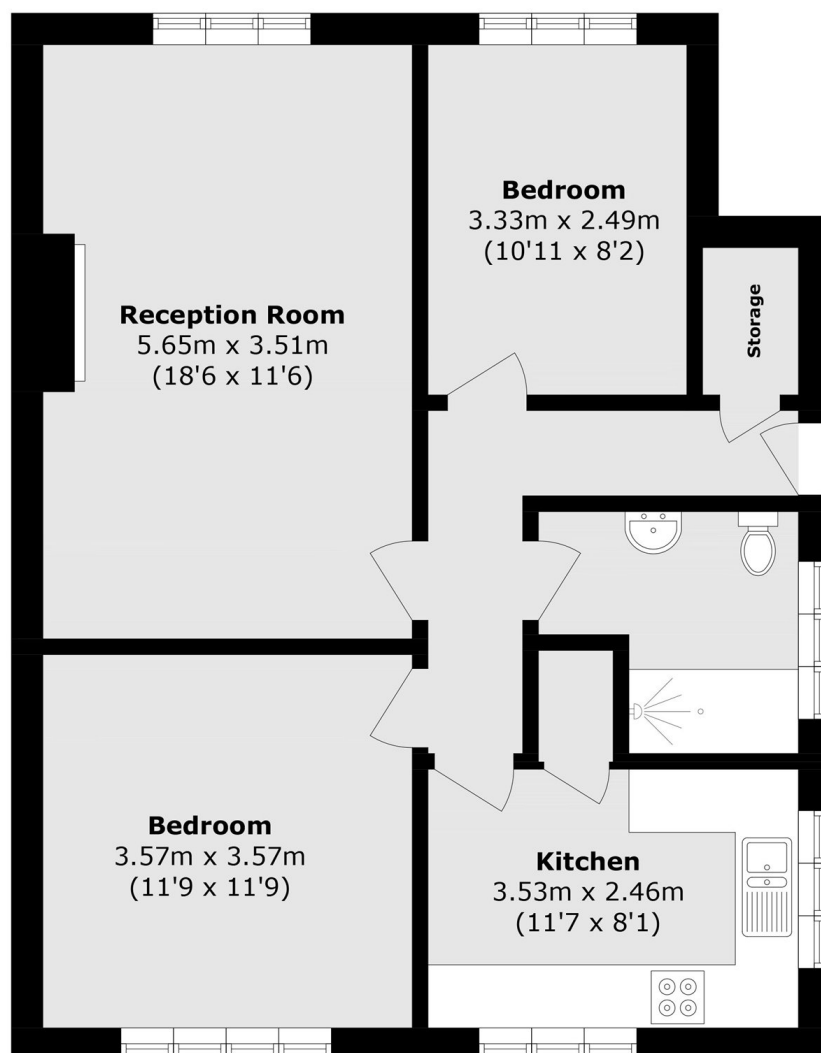 Bedroom
3.33m x 2.49m
(10'11 x 8'2)
Storage
Reception Room
5.65m x 3.51m
(18'6 x 11'6)
Bedroom
3.57m x 3.57m
(11'9 x 11'9)
Kitchen
3.53m x 2.46m
(11'7 x 8'1)